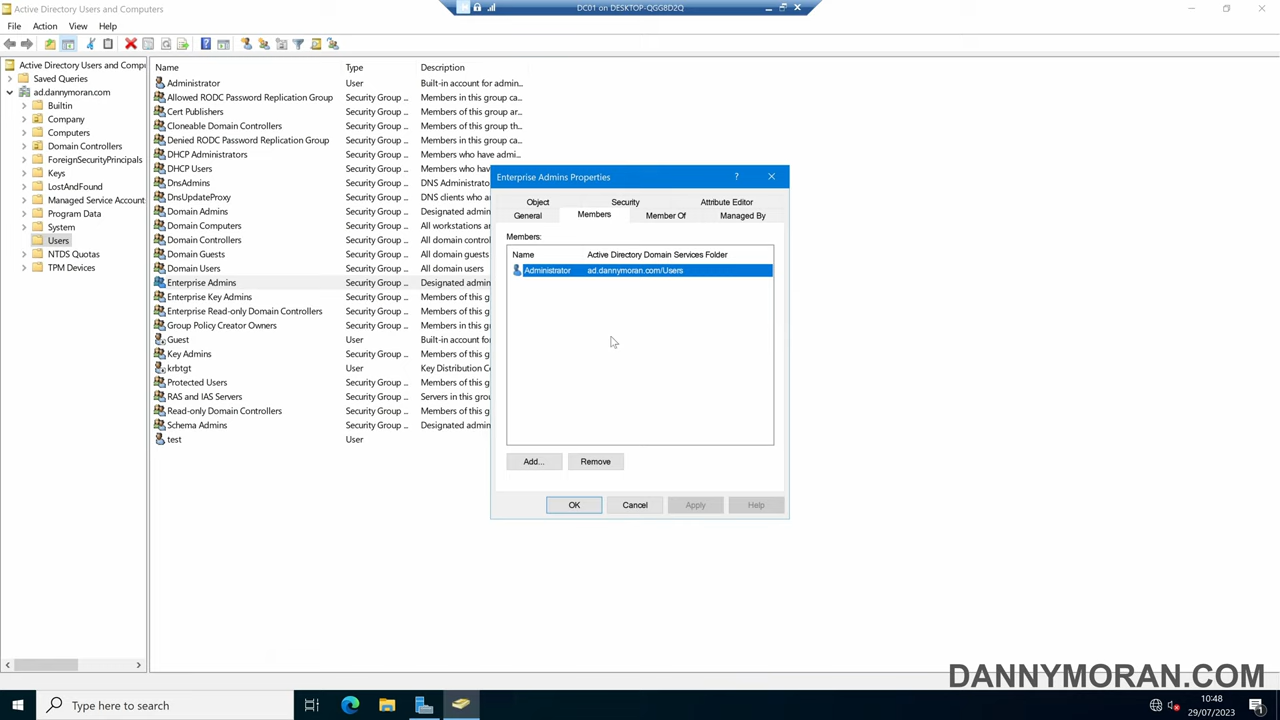 Active Directory Users and Computers
DC01 on DESKTOP-QGG8D2Q
File Action View Help
Active Directory Users and Comp
Saved Queries
ad.dannymoran.com
Builtin
Company
Computers
Domain Controllers
ForeignSecurityPrincipals
Keys
LostAndFound
Managed Service Account
Program Data
System
Users
NTDS Quotas
TPM Devices
Name Type Description
Administrator User Built-in account for admin...
Allowed RODC Password Replication Group Security Group ... Members in this group ca...
Cert Publishers Security Group ... Members of this group ar...
Cloneable Domain Controllers Security Group ... Members of this group th...
Denied RODC Password Replication Group Security Group ... Members in this group ca...
DHCP Administrators Security Group ... Members who have admi...
DHCP Users Security Group ... Members who hav
DnsAdmins Security Group ... DNS Administrator
DnsUpdateProxy Security Group ... DNS clients who ar
Domain Admins Security Group ... Designated admin
Domain Computers Security Group ... All workstations ar
Domain Controllers Security Group ... All domain control
Domain Guests Security Group ... All domain guests
Domain Users Security Group ... All domain users
Enterprise Admins Security Group ... Designated admin
Enterprise Key Admins Security Group ... Members of this g
Enterprise Read-only Domain Controllers Security Group ... Members of this g
Group Policy Creator Owners Security Group ... Members in this g
Guest User Built-in account for
Key Admins Security Group ... Members of this g
krbtgt User Key Distribution Ce
Protected Users Security Group ... Members of this g
RAS and IAS Servers Security Group ... Servers in this grou
Read-only Domain Controllers Security Group ... Members of this g
Schema Admins Security Group ... Designated admin
test User
Enterprise Admins Properties
?
Object Security Attribute Editor
General Members Member Of Managed By
Members:
Name Active Directory Domain Services Folder
Administrator ad.dannymoran.com/Users
Add... Remove
OK Cancel Apply Help
DANNYMORAN.COM
Type here to search
10:48
29/07/2023
1